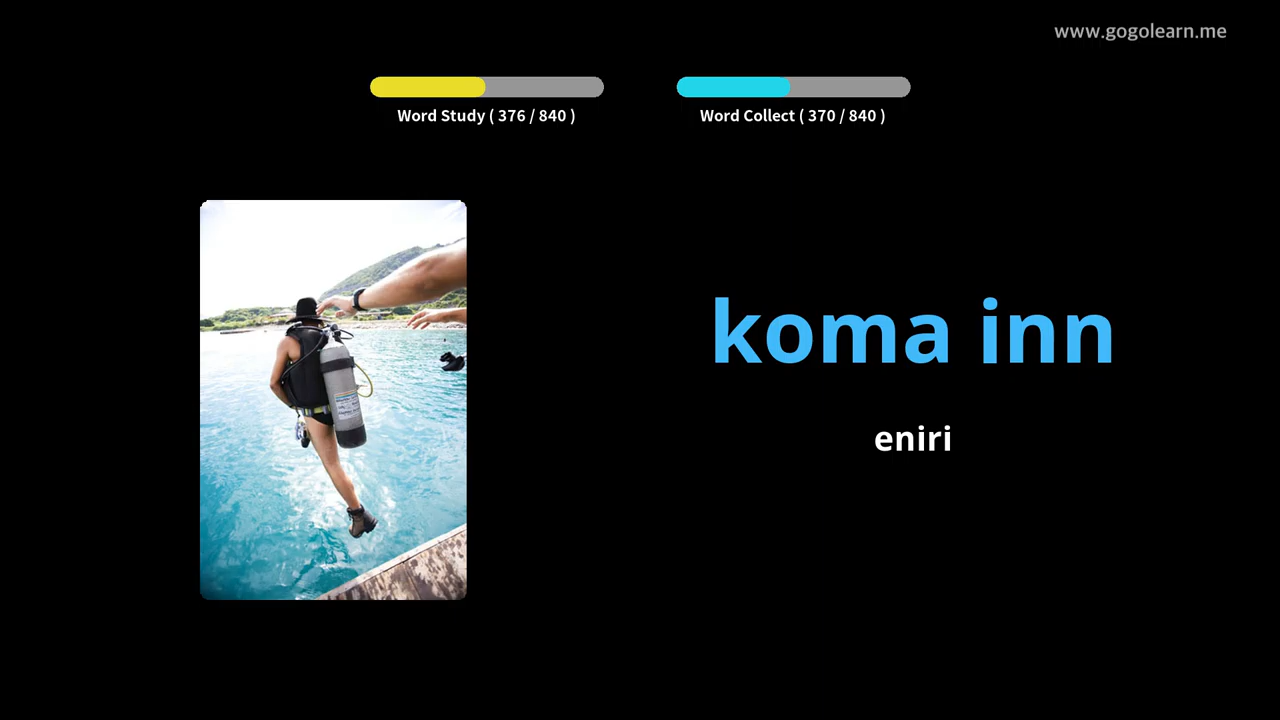 www.gogolearn.me
Word Study ( 376 / 840 )
Word Collect ( 370 / 840 )
koma inn
eniri